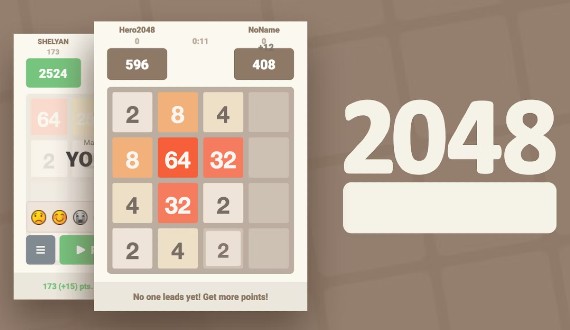 SHELYAN
173
2524
64
2
Ma
YO
173 (+15) pts.
Hero2048
0
0:11
NoName
0
+12
596
408
2 8 4
8 64 32
4 32 2
2 4 2
No one leads yet! Get more points!
2048